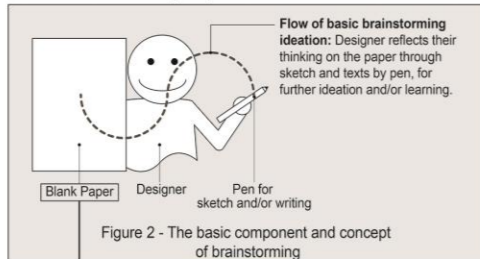 Flow of basic brainstorming
ideation: Designer reflects their
thinking on the paper through
sketch and texts by pen, for
further ideation and/or learning.
Blank Paper
Designer
Pen for
sketch and/or writing
Figure 2 - The basic component and concept
of brainstorming